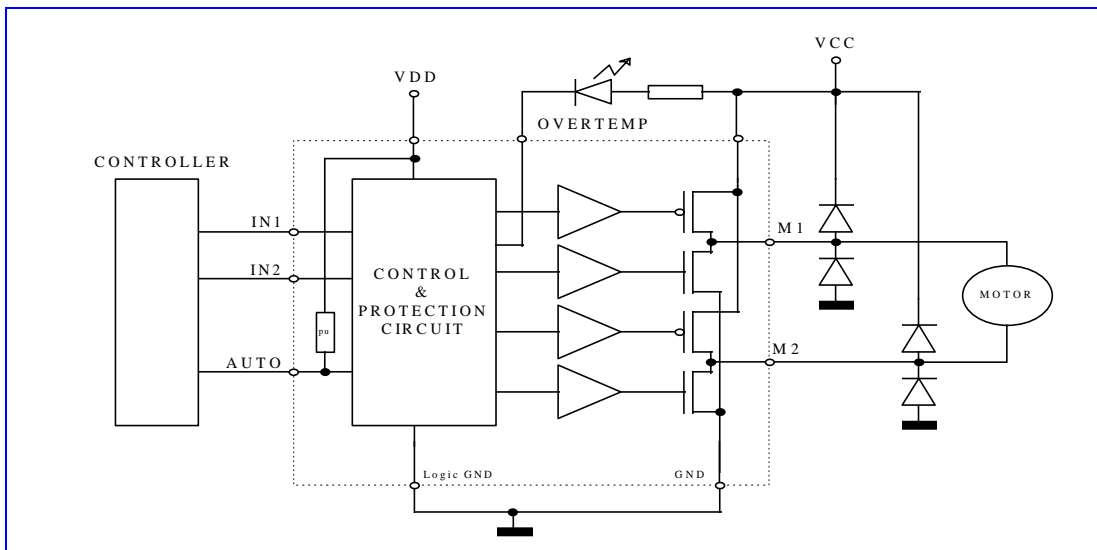 VCC
VDD
OVERTEMP
CONTROLLER
IN1
M1
IN2
CONTROL
&
PROTECTION
CIRCUIT
MOTOR
pu
M2
AUTO
Logic GND
GND